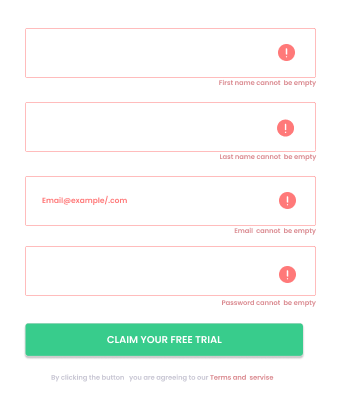 First name cannot be empty
Last name cannot be empty
Email@example/.com
Email cannot be empty
Password cannot be empty
CLAIM YOUR FREE TRIAL
By clicking the button you are agreeing to our Terms and servise